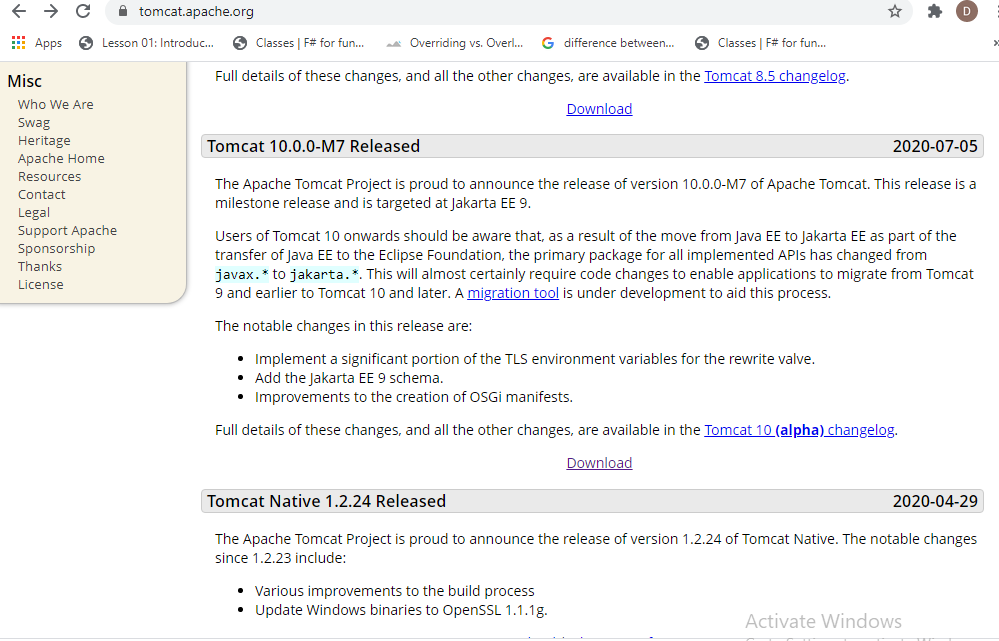 tomcat.apache.org
D
Apps
Lesson 01: Introduc...
Classes | F# for fun...
Overriding vs. Overl...
difference between...
Classes | F# for fun...
»
Misc
Who We Are
Swag
Heritage
Apache Home
Resources
Contact
Legal
Support Apache
Sponsorship
Thanks
License
Full details of these changes, and all the other changes, are available in the Tomcat 8.5 changelog.
Download
Tomcat 10.0.0-M7 Released 2020-07-05
The Apache Tomcat Project is proud to announce the release of version 10.0.0-M7 of Apache Tomcat. This release is a
milestone release and is targeted at Jakarta EE 9.
Users of Tomcat 10 onwards should be aware that, as a result of the move from Java EE to Jakarta EE as part of the
transfer of Java EE to the Eclipse Foundation, the primary package for all implemented APIs has changed from
javax.* to jakarta.*. This will almost certainly require code changes to enable applications to migrate from Tomcat
9 and earlier to Tomcat 10 and later. A migration tool is under development to aid this process.
The notable changes in this release are:
• Implement a significant portion of the TLS environment variables for the rewrite valve.
• Add the Jakarta EE 9 schema.
• Improvements to the creation of OSGi manifests.
Full details of these changes, and all the other changes, are available in the Tomcat 10 (alpha) changelog.
Download
Tomcat Native 1.2.24 Released 2020-04-29
The Apache Tomcat Project is proud to announce the release of version 1.2.24 of Tomcat Native. The notable changes
since 1.2.23 include:
• Various improvements to the build process
• Update Windows binaries to OpenSSL 1.1.1g.
Activate Windows